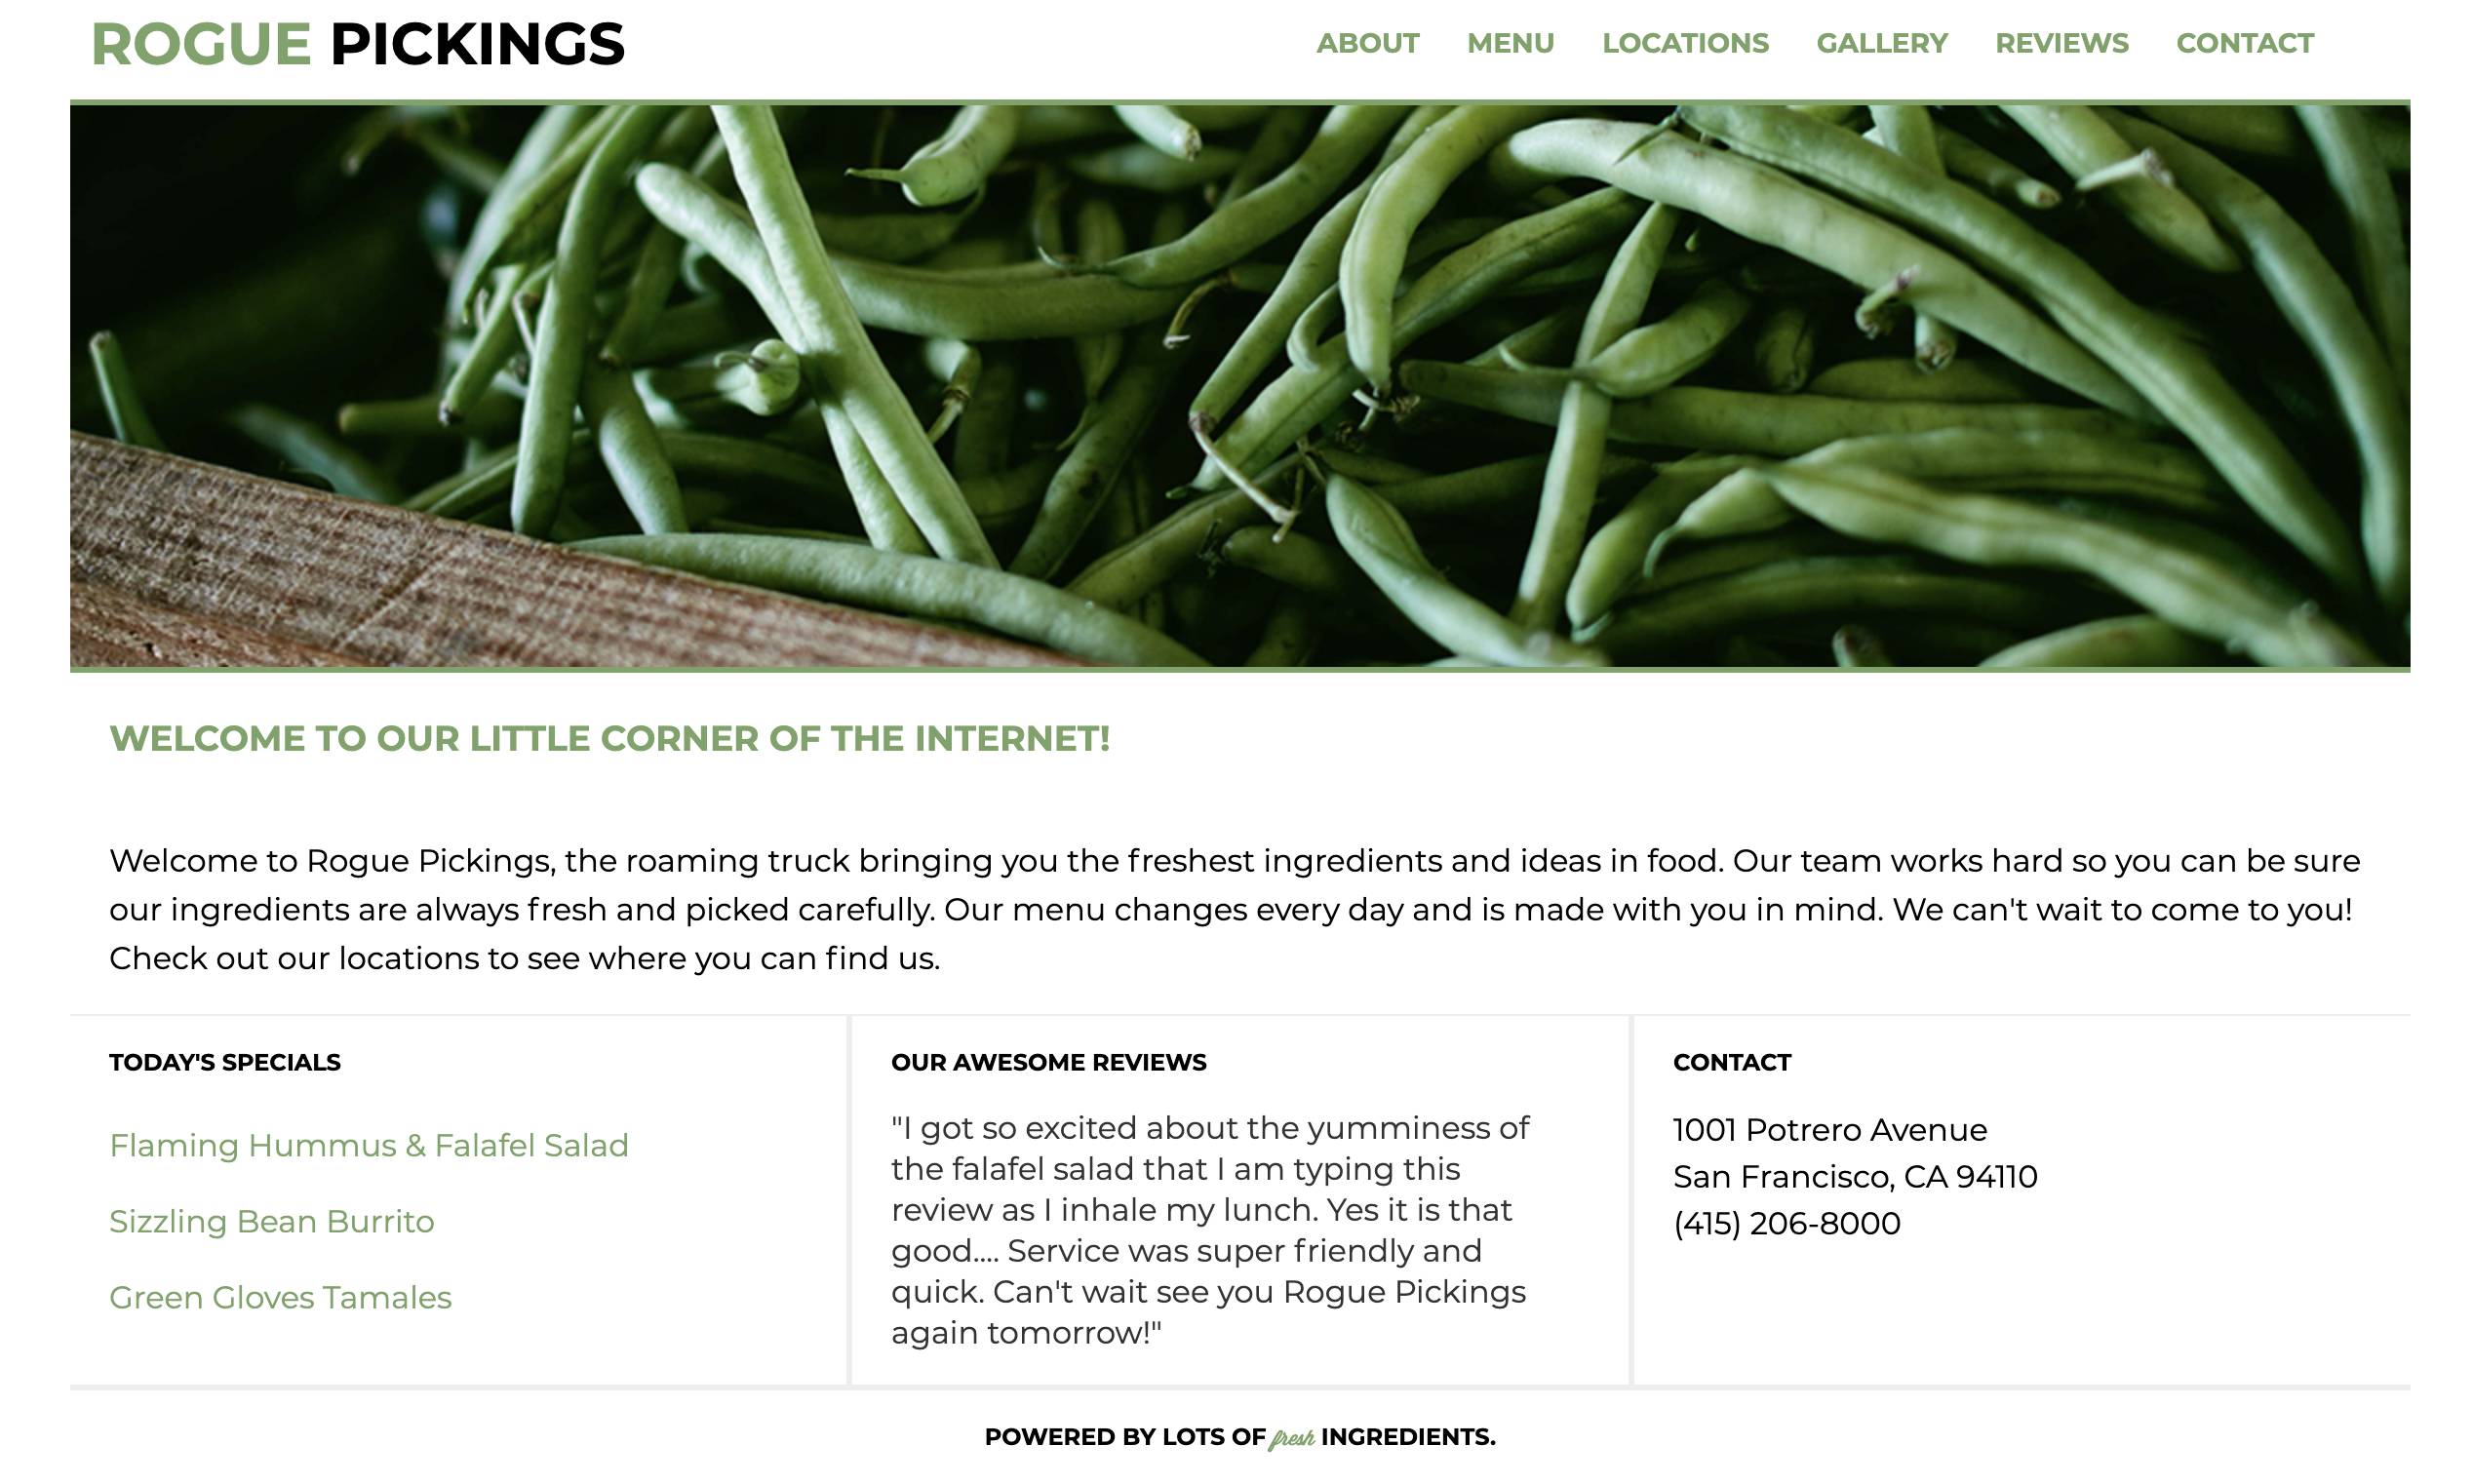 ROGUE PICKINGS
ABOUT MENU LOCATIONS GALLERY REVIEWS CONTACT
WELCOME TO OUR LITTLE CORNER OF THE INTERNET!
Welcome to Rogue Pickings, the roaming truck bringing you the freshest ingredients and ideas in food. Our team works hard so you can be sure
our ingredients are always fresh and picked carefully. Our menu changes every day and is made with you in mind. We can't wait to come to you!
Check out our locations to see where you can find us.
TODAY'S SPECIALS
Flaming Hummus & Falafel Salad
Sizzling Bean Burrito
Green Gloves Tamales
OUR AWESOME REVIEWS
"I got so excited about the yumminess of
the falafel salad that I am typing this
review as I inhale my lunch. Yes it is that
good.... Service was super friendly and
quick. Can't wait see you Rogue Pickings
again tomorrow!"
CONTACT
1001 Potrero Avenue
San Francisco, CA 94110
(415) 206-8000
POWERED BY LOTS OF fresh INGREDIENTS.